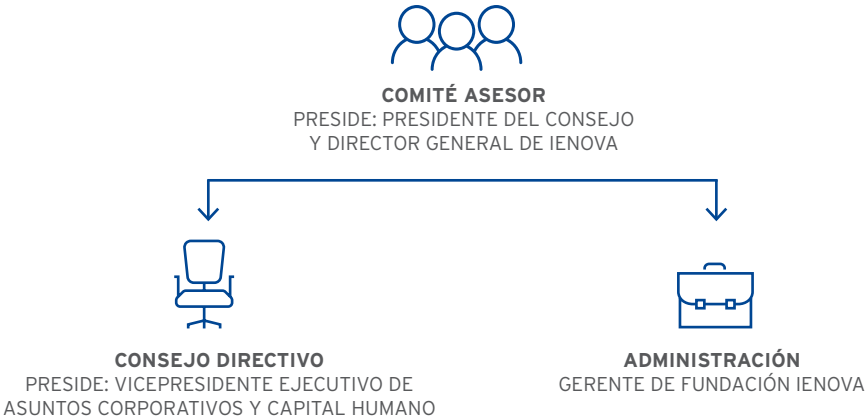 COMITÉ ASESOR
PRESIDE: PRESIDENTE DEL CONSEJO
Y DIRECTOR GENERAL DE IENOVA
CONSEJO DIRECTIVO
PRESIDE: VICEPRESIDENTE EJECUTIVO DE
ASUNTOS CORPORATIVOS Y CAPITAL HUMANO
ADMINISTRACIÓN
GERENTE DE FUNDACIÓN IENOVA